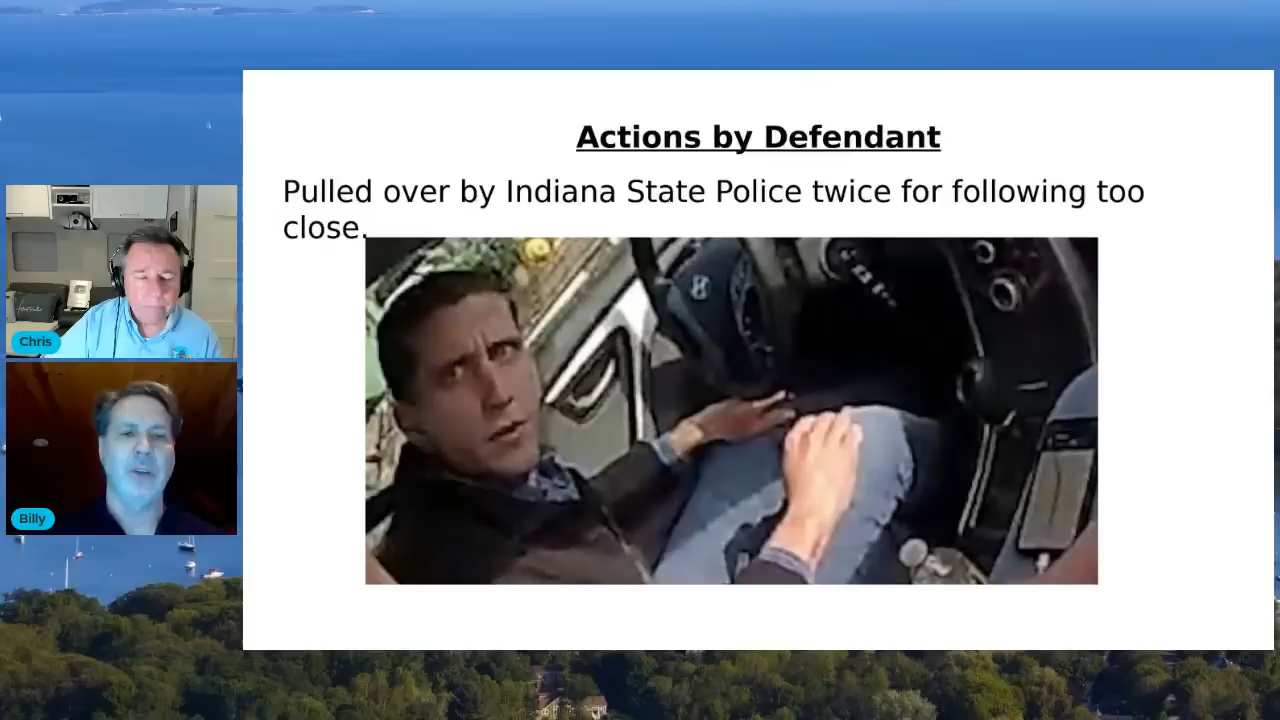 Actions by Defendant
Pulled over by Indiana State Police twice for following too
close.
Chris
Billy